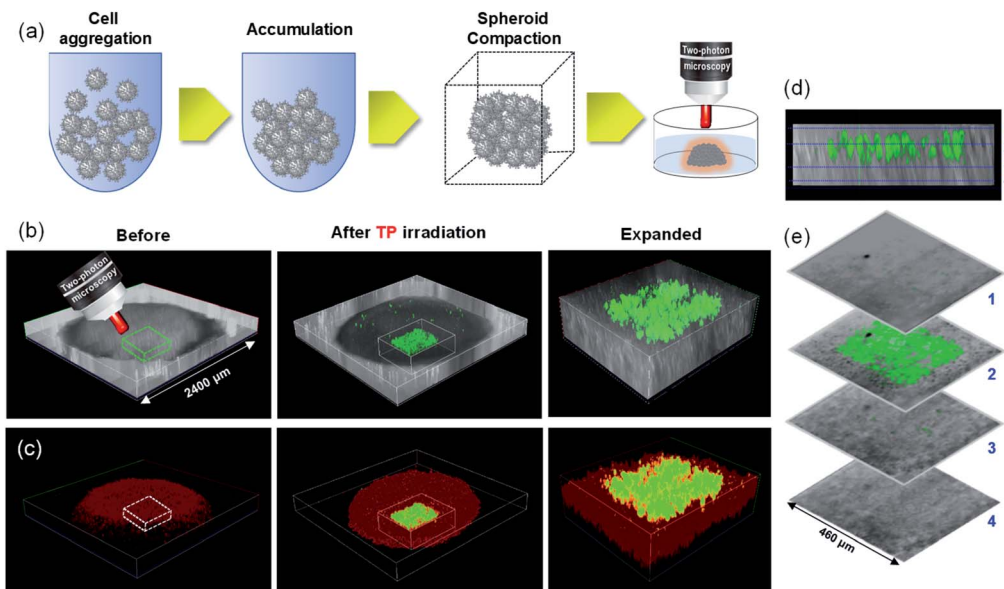 (a)
Cell
aggregation
Accumulation
Spheroid
Compaction
Two-photon
microscopy
(b)
Before
After TP irradiation
Expanded
Two-photon
microscopy
2400 µm
(c)
(d)
(e)
1
2
3
4
460 µm